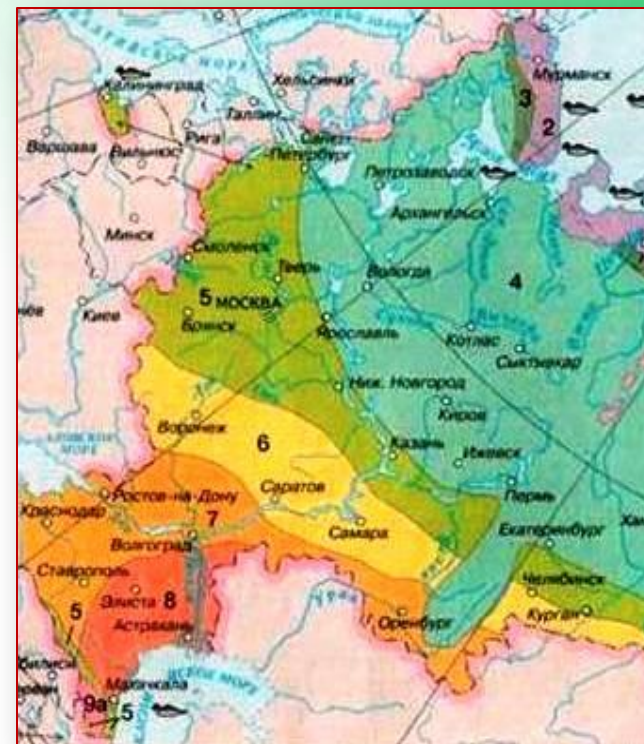 Хельсинки
Мурманск
Калининград
3
2
Таллин
Рига
Санкт-
-Петербург
Варшава
Вильнюс
Петрозаводск
Архангельск
Минск
Смоленск
Тверь
Вологда
4
5 МОСКВА
Киев
Брянск
Ярославль
Котлас
Сыктывкар
Ниж. Новгород
Киров
Воронеж
6
Казань
Ижевск
Ростов-на-Дону
Саратов
Пермь
Краснодар
7
Самара
Екатеринбург
Волгоград
Ставрополь
Челябинск
5
Элиста 8
Оренбург
Курган
Астрахань
Махачкала
9а
5